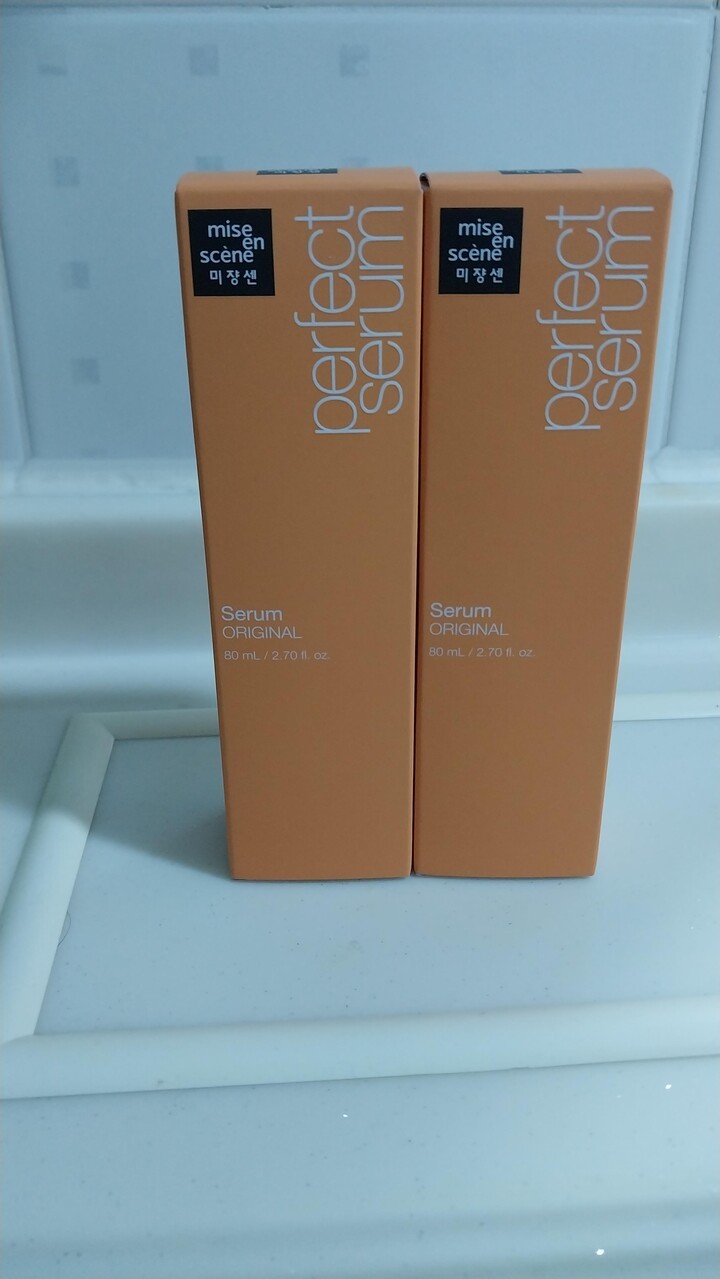 mise
en
scène
미쟝센
perfect
serum
Serum
ORIGINAL
80 mL / 2.70 fl. oz.
mise
en
scène
미쟝센
perfect
serum
Serum
ORIGINAL
80 mL / 2.70 fl. oz.